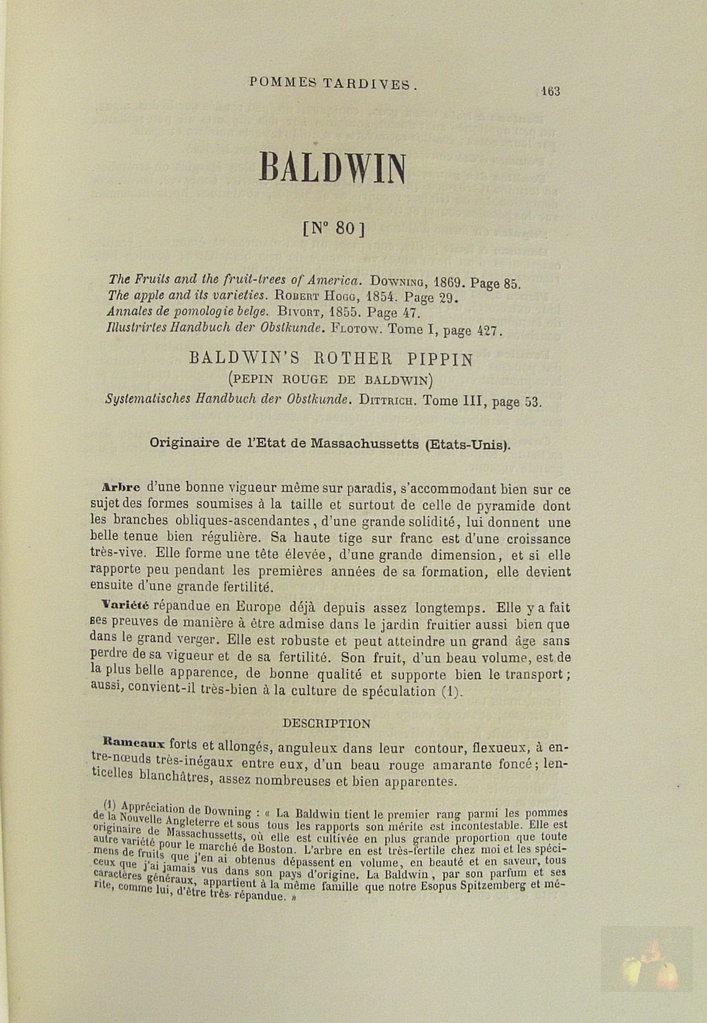 POMMES TARDIVES.
163
BALDWIN
[N° 80]
The Fruits and the fruit-trees of America. Downing, 1869. Page 85.
The apple and its varieties. Robert Hogg, 1854. Page 29.
Annales de pomologie belge. Bivort, 1855. Page 47.
Illustrirtes Handbuch der Obstkunde. Flotow. Tome I, page 427.
BALDWIN'S ROTHER PIPPIN
(PEPIN ROUGE DE BALDWIN)
Systematisches Handbuch der Obstkunde. Dittrich. Tome III, page 53.
Originaire de l'Etat de Massachussetts (Etats-Unis).
Arbre d'une bonne vigueur même sur paradis, s'accommodant bien sur ce
sujet des formes soumises à la taille et surtout de celle de pyramide dont
les branches obliques-ascendantes, d'une grande solidité, lui donnent une
belle tenue bien régulière. Sa haute tige sur franc est d'une croissance
très-vive. Elle forme une tête élevée, d'une grande dimension, et si elle
rapporte peu pendant les premières années de sa formation, elle devient
ensuite d'une grande fertilité.
Variété répandue en Europe déjà depuis assez longtemps. Elle y a fait
ses preuves de manière à être admise dans le jardin fruitier aussi bien que
dans le grand verger. Elle est robuste et peut atteindre un grand âge sans
perdre de sa vigueur et de sa fertilité. Son fruit, d'un beau volume, est de
la plus belle apparence, de bonne qualité et supporte bien le transport;
aussi, convient-il très-bien à la culture de spéculation (1).
DESCRIPTION
Rameaux forts et allongés, anguleux dans leur contour, flexueux, à en-
tre-nœuds très-inégaux entre eux, d'un beau rouge amarante foncé; len-
ticelles blanchâtres, assez nombreuses et bien apparentes.
(1) Appréciation de Downing : « La Baldwin tient le premier rang parmi les pommes
de la Nouvelle Angleterre et sous tous les rapports son mérite est incontestable. Elle est
originaire de Massachussetts, où elle est cultivée en plus grande proportion que toute
autre variété pour le marché de Boston. L'arbre en est très-fertile chez moi et les spéci-
mens de fruits que j'en ai obtenus dépassent en volume, en beauté et en saveur, tous
ceux que j'ai jamais vus dans son pays d'origine. La Baldwin, par son parfum et ses
caractères généraux, appartient à la même famille que notre Esopus Spitzemberg et mé-
rite, comme lui, d'être très-répandue. »